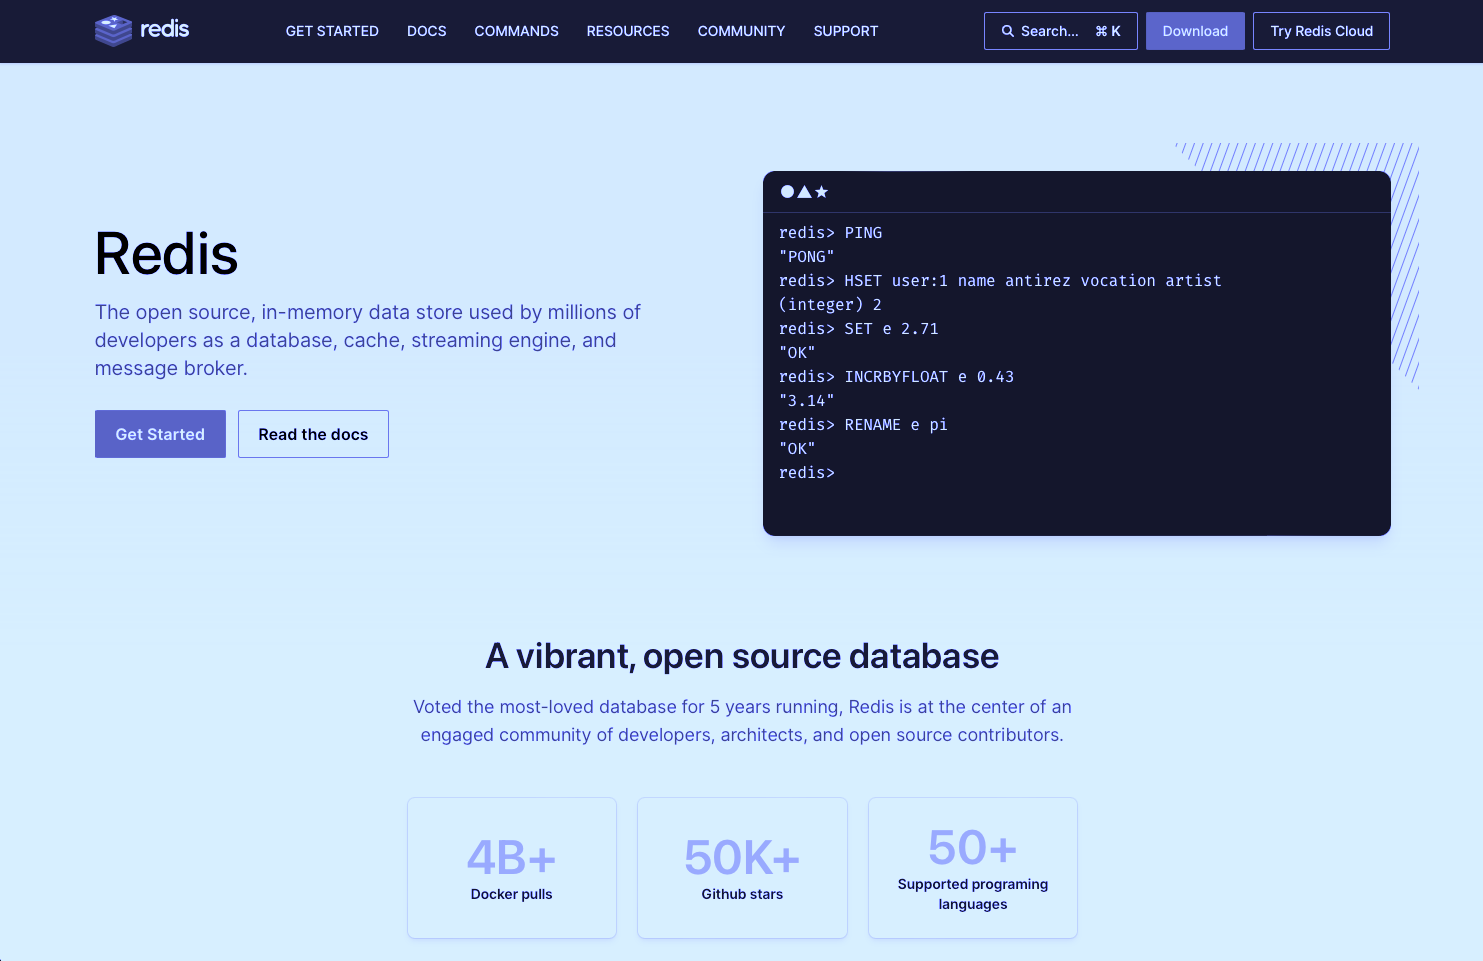 redis
GET STARTED
DOCS
COMMANDS
RESOURCES
COMMUNITY
SUPPORT
Search... ⌘ K
Download
Try Redis Cloud
Redis
The open source, in-memory data store used by millions of
developers as a database, cache, streaming engine, and
message broker.
Get Started
Read the docs
redis> PING
"PONG"
redis> HSET user:1 name antirez vocation artist
(integer) 2
redis> SET e 2.71
"OK"
redis> INCRBYFLOAT e 0.43
"3.14"
redis> RENAME e pi
"OK"
redis>
A vibrant, open source database
Voted the most-loved database for 5 years running, Redis is at the center of an
engaged community of developers, architects, and open source contributors.
4B+
Docker pulls
50K+
Github stars
50+
Supported programing
languages